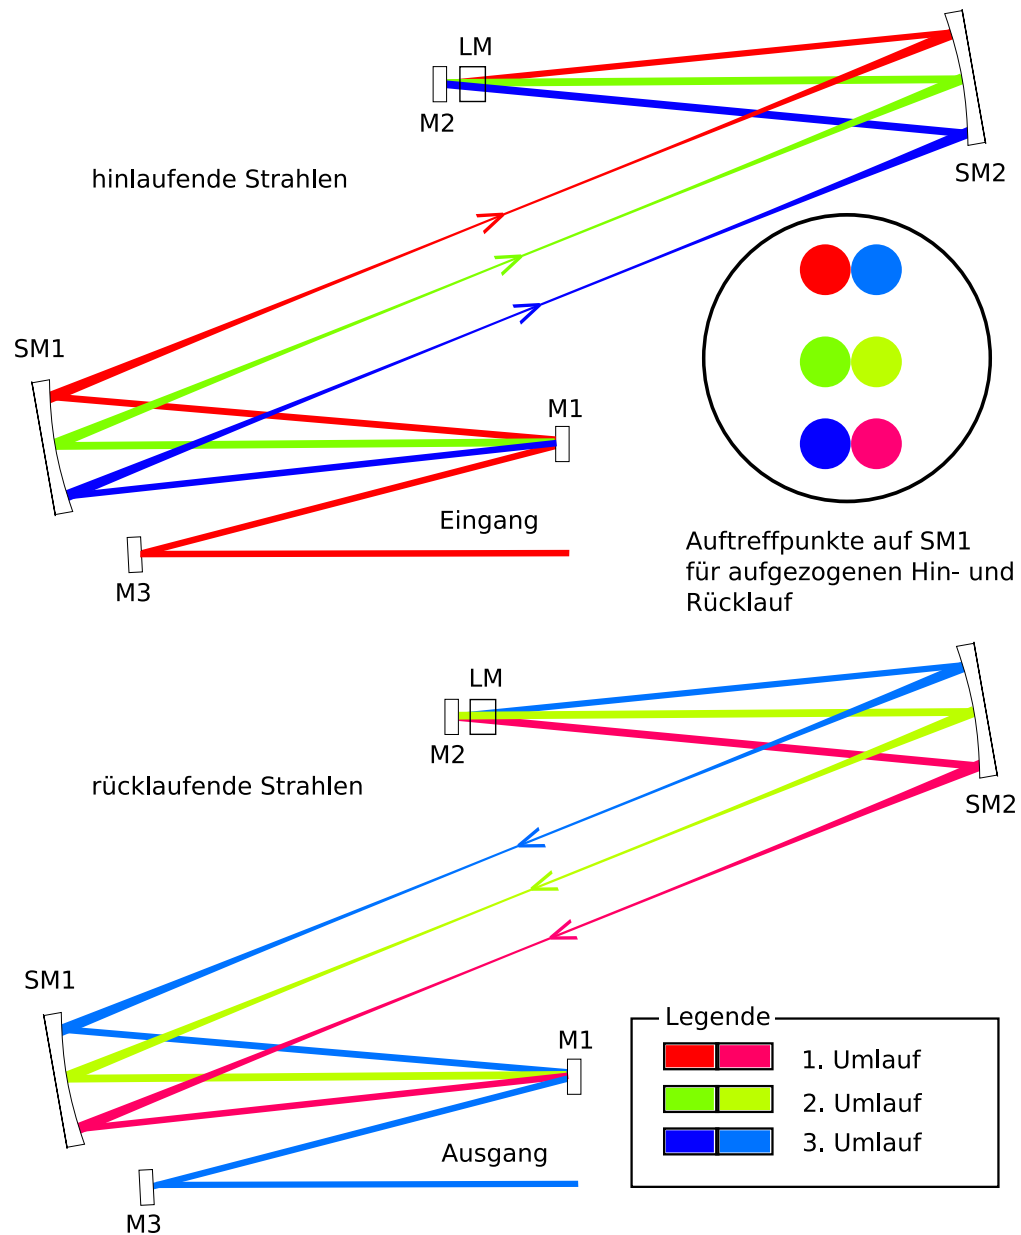 LM
M2
hinlaufende Strahlen
SM2
SM1
M1
Eingang
M3
Auftreffpunkte auf SM1
für aufgezogenen Hin- und
Rücklauf
LM
M2
rücklaufende Strahlen
SM2
SM1
M1
Ausgang
M3
Legende
1. Umlauf
2. Umlauf
3. Umlauf